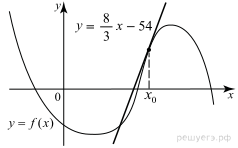 y
y = 8/3 x − 54
0
x₀
x
y = f(x)
решуегэ.рф